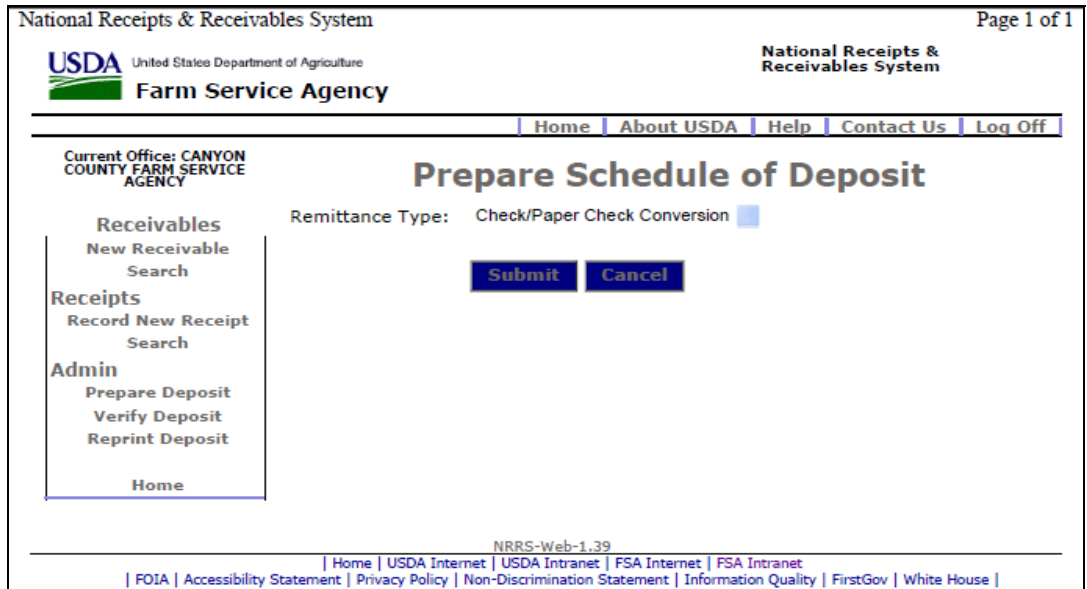 National Receipts & Receivables System Page 1 of 1
USDA United States Department of Agriculture
Farm Service Agency
National Receipts &
Receivables System
| Home | About USDA | Help | Contact Us | Log Off |
Current Office: CANYON
COUNTY FARM SERVICE
AGENCY
Receivables
New Receivable
Search
Receipts
Record New Receipt
Search
Admin
Prepare Deposit
Verify Deposit
Reprint Deposit
Home
Prepare Schedule of Deposit
Remittance Type: Check/Paper Check Conversion
Submit Cancel
NRRS-Web-1.39
| Home | USDA Internet | USDA Intranet | FSA Internet | FSA Intranet
| FOIA | Accessibility Statement | Privacy Policy | Non-Discrimination Statement | Information Quality | FirstGov | White House |